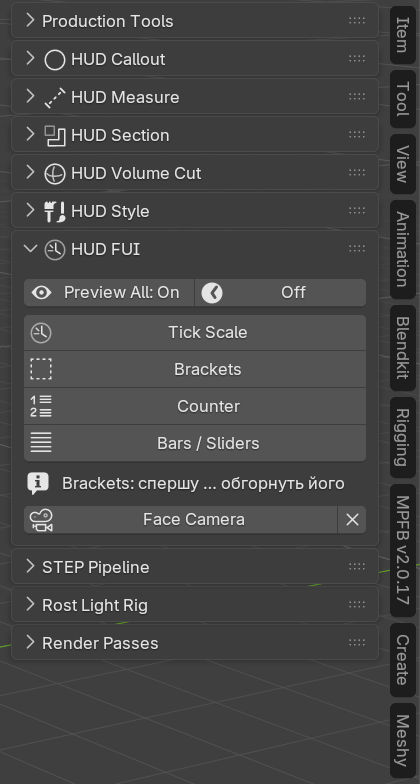 Production Tools
HUD Callout
HUD Measure
HUD Section
HUD Volume Cut
HUD Style
HUD FUI
Preview All: On
Off
Tick Scale
Brackets
1 2 Counter
Bars / Sliders
Brackets: спершу ... обгорнуть його
Face Camera
STEP Pipeline
Rost Light Rig
Render Passes
Item
Tool
View
Animation
Blendkit
Rigging
MPFB v2.0.17
Create
Meshy